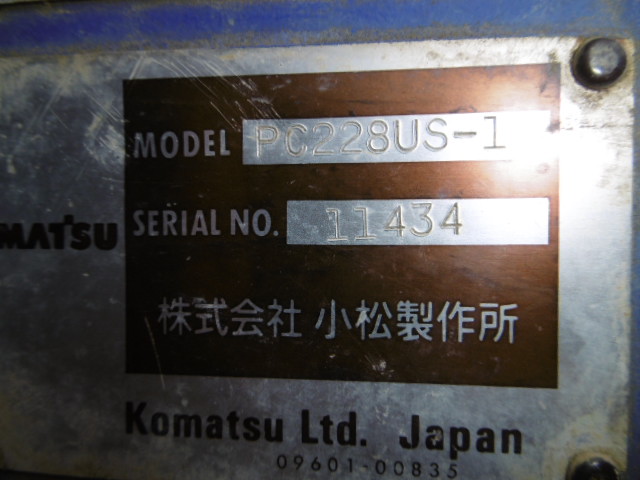 MODEL PC228US-1
SERIAL NO. 11434
OMATSU
株式会社 小松製作所
Komatsu Ltd. Japan
09601-00835